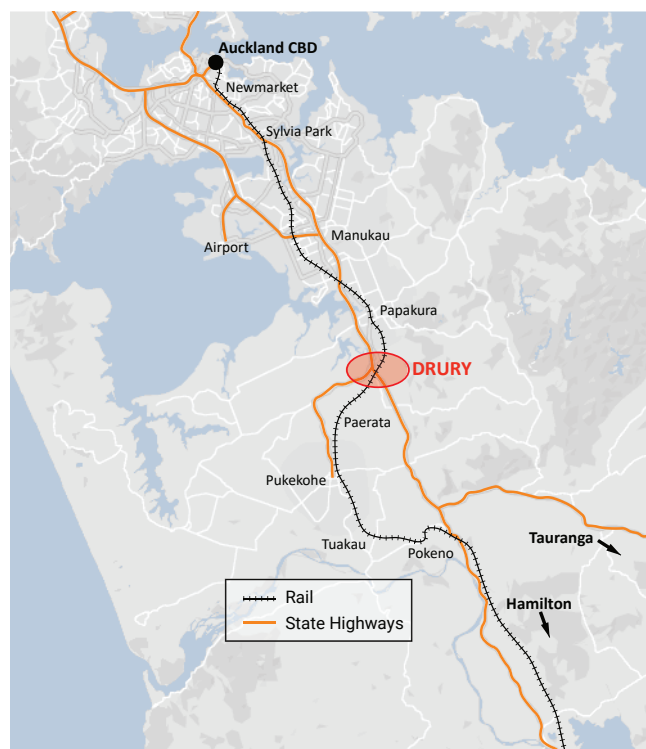 Auckland CBD
Newmarket
Sylvia Park
Manukau
Airport
Papakura
DRURY
Paerata
Pukekohe
Tuakau
Pokeno
Tauranga
Hamilton
Rail
State Highways